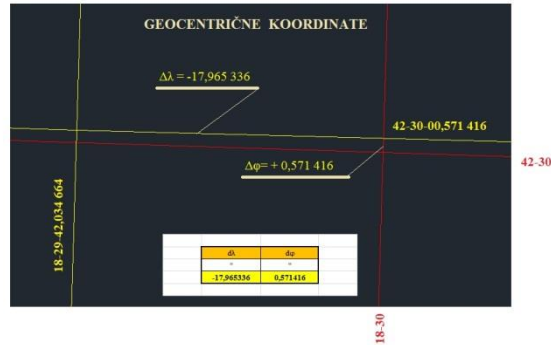 GEOCENTRIČNE KOORDINATE
Δλ = -17,965 336
42-30-00,571 416
42-30
Δφ= + 0,571 416
18-29-42,034 664
dλ dφ
" "
-17,965336 0,571416
18-30